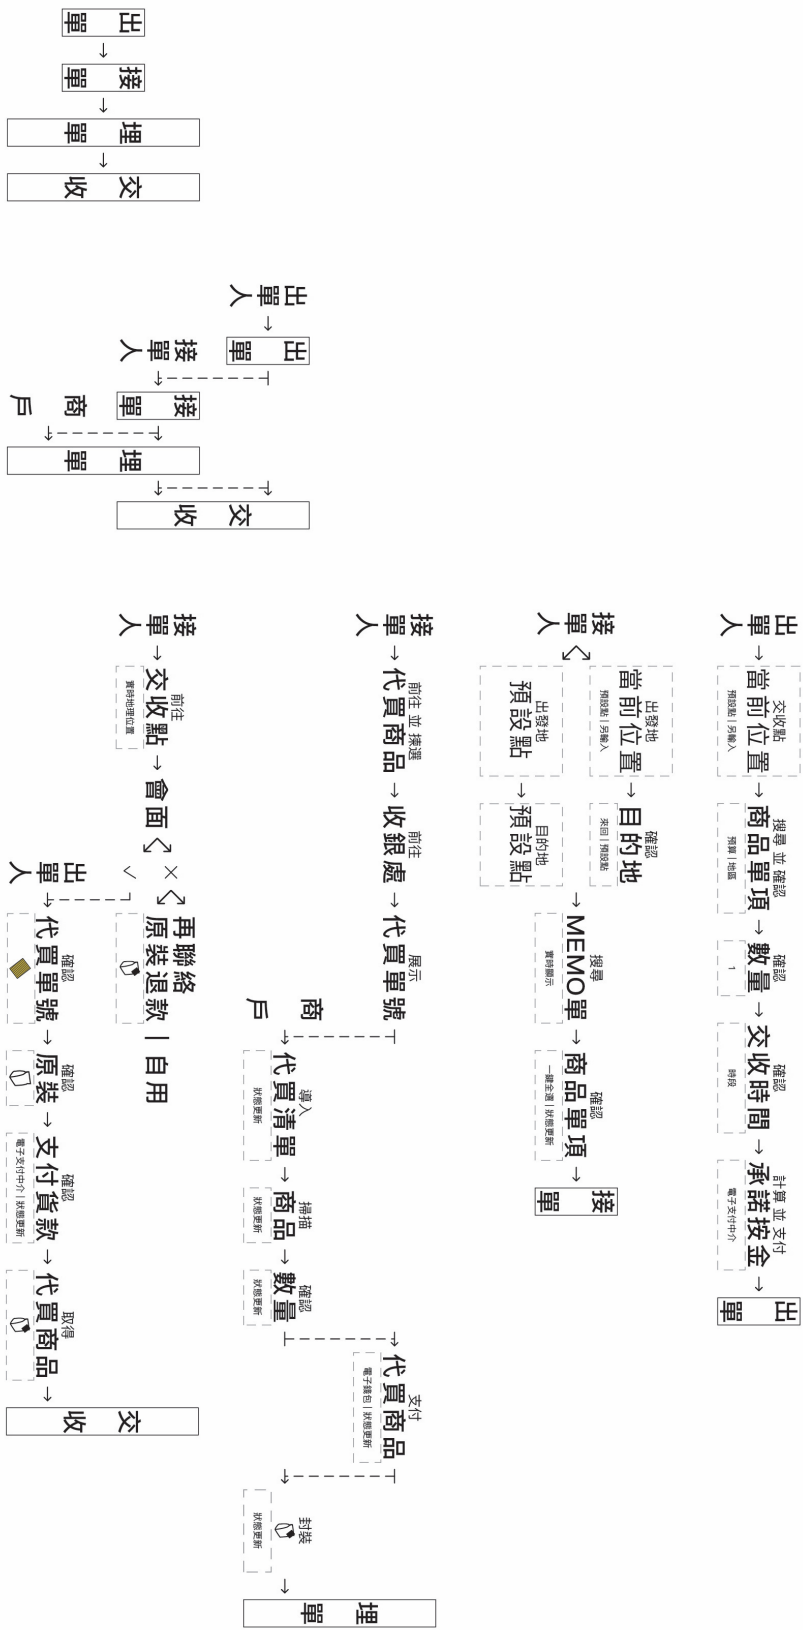 出單
接單
埋單
交收
出單人
出單
接單人
接單
商戶
埋單
交收
出單人
交收點
當前位置
預設點 | 另輸入
搜尋 並 確認
商品單項
預算 | 地區
確認
數量
1
確認
交收時間
時段
計算 並 支付
承諾按金
電子支付中介
出單
接單人
出發地
當前位置
預設點 | 另輸入
確認
目的地
來回 | 預設點
出發地
預設點
目的地
預設點
搜尋
MEMO單
實時顯示
確認
商品單項
一鍵全選 | 狀態更新
接單
接單人
前往 並 揀選
代買商品
前往
收銀處
展示
代買單號
商戶
導入
代買清單
狀態更新
掃描
商品
狀態更新
確認
數量
狀態更新
支付
代買商品
電子錢包 | 狀態更新
封裝
狀態更新
埋單
接單人
前往
交收點
實時地理位置
會面
再聯絡
原裝退款 | 自用
出單人
確認
代買單號
確認
原裝
確認
支付貨款
電子支付中介 | 狀態更新
取得
代買商品
交收